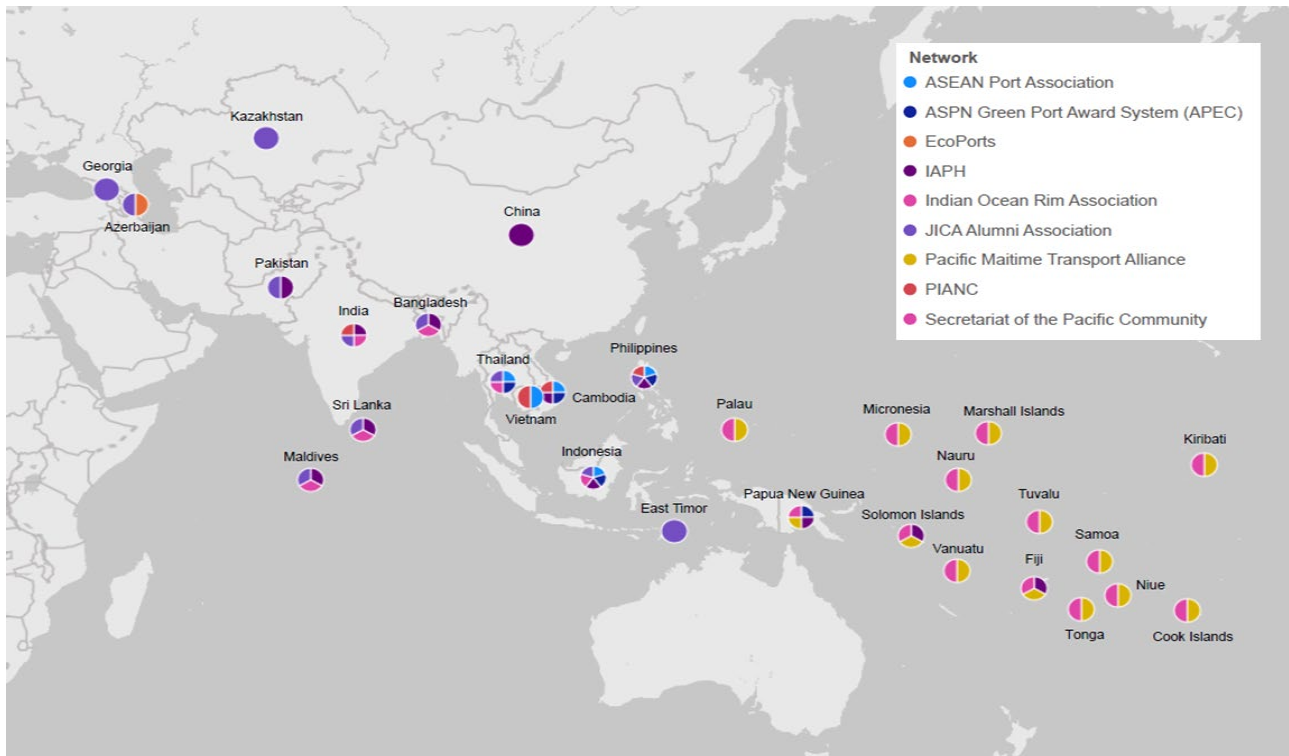 Network
ASEAN Port Association
ASPN Green Port Award System (APEC)
EcoPorts
IAPH
Indian Ocean Rim Association
JICA Alumni Association
Pacific Maitime Transport Alliance
PIANC
Secretariat of the Pacific Community
Kazakhstan
Georgia
Azerbaijan
China
Pakistan
India
Bangladesh
Thailand
Philippines
Cambodia
Vietnam
Sri Lanka
Maldives
Indonesia
East Timor
Palau
Micronesia
Marshall Islands
Kiribati
Nauru
Papua New Guinea
Tuvalu
Solomon Islands
Samoa
Vanuatu
Fiji
Niue
Tonga
Cook Islands